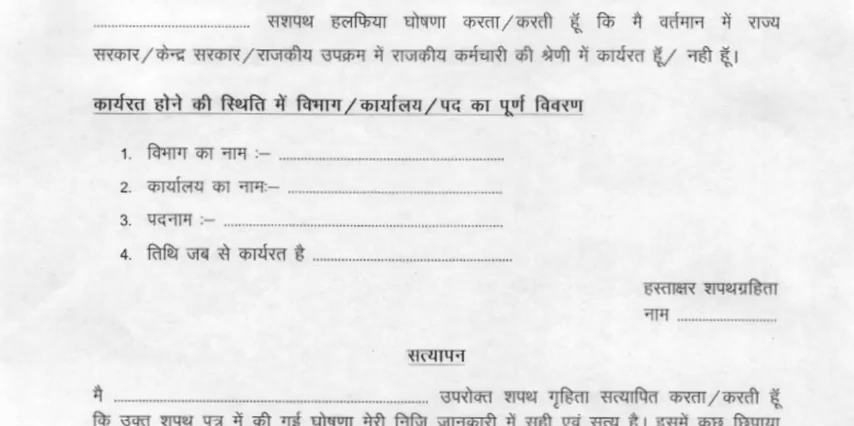 ........................................ सशपथ हलफिया घोषणा करता/करती हूँ कि मै वर्तमान में राज्य
सरकार/केन्द्र सरकार/राजकीय उपक्रम में राजकीय कर्मचारी की श्रेणी में कार्यरत हूँ/ नही हूँ।
कार्यरत होने की स्थिति में विभाग/कार्यालय/पद का पूर्ण विवरण
1. विभाग का नाम :– ........................................
2. कार्यालय का नामः– ........................................
3. पदनाम :– ........................................
4. तिथि जब से कार्यरत है ........................................
हस्ताक्षर शपथग्रहिता
नाम ....................
सत्यापन
मै ........................................ उपरोक्त शपथ गृहिता सत्यापित करता/करती हूँ
कि उक्त शपथ पत्र में की गई घोषणा मेरी निजि जानकारी में सही एवं सत्य है। इसमें कुछ छिपाया